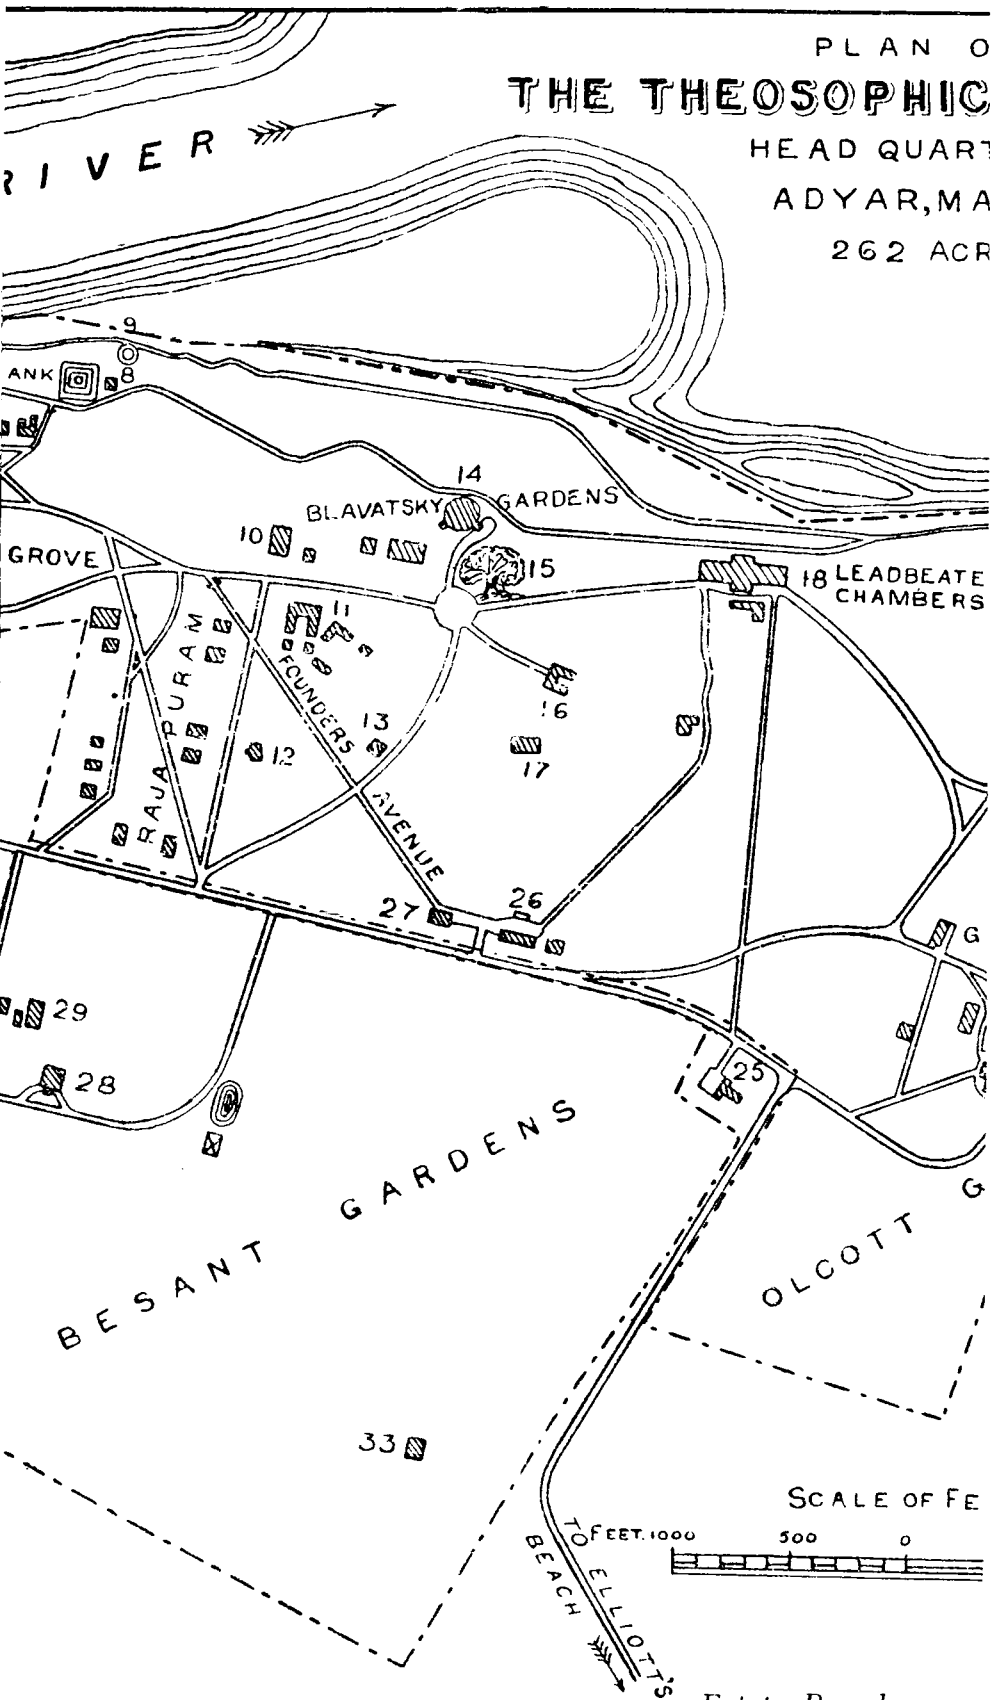 PLAN O
THE THEOSOPHIC
HEAD QUART
ADYAR, MA
262 ACR
RIVER
9
ANK
8
14
BLAVATSKY GARDENS
10
GROVE
15
18 LEADBEATE
CHAMBERS
11
RAJA PURAM
FOUNDERS AVENUE
16
13
12
17
26
27
G
29
28
25
BESANT GARDENS
G
OLCOTT
33
SCALE OF FE
FEET. 1000 500 0
TO ELLIOTT'S
BEACH